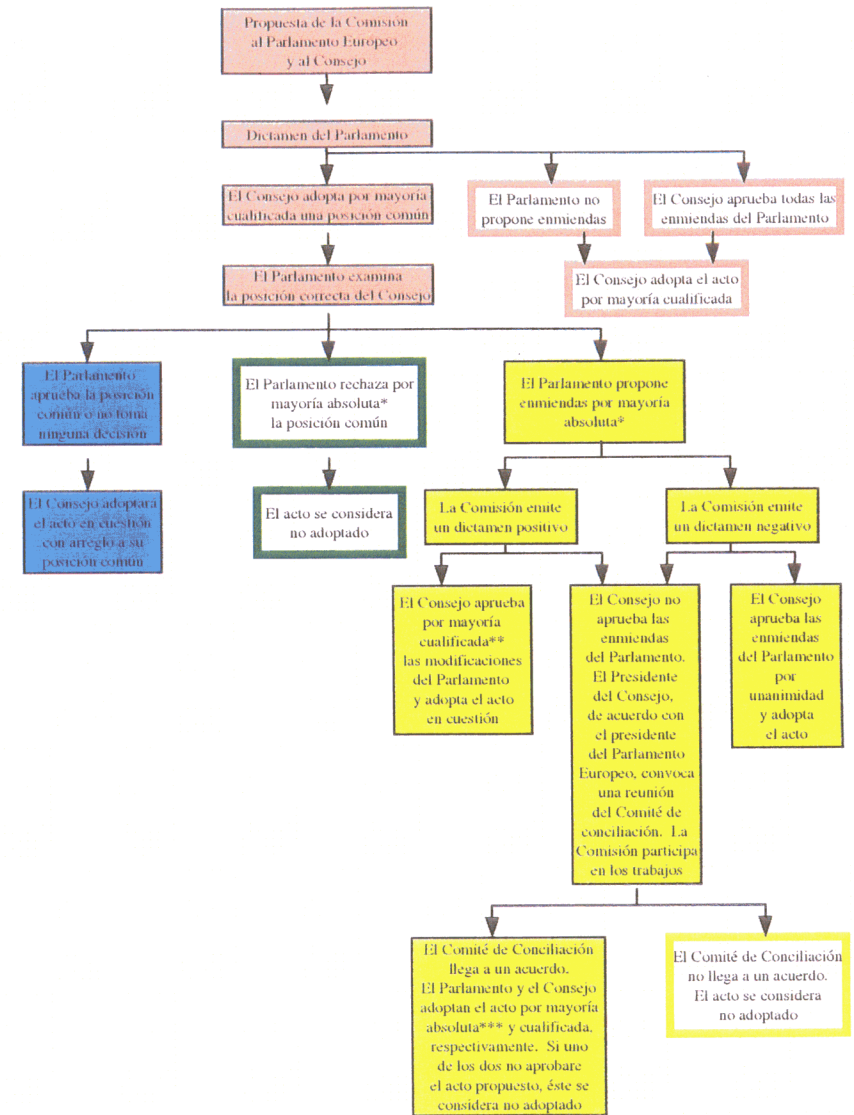 Propuesta de la Comisión
al Parlamento Europeo
y al Consejo
Dictamen del Parlamento
El Consejo adopta por mayoría
cualificada una posición común
El Parlamento no
propone enmiendas
El Consejo aprueba todas las
enmiendas del Parlamento
El Parlamento examina
la posición correcta del Consejo
El Consejo adopta el acto
por mayoría cualificada
El Parlamento
aprueba la posición
común o no toma
ninguna decisión
El Parlamento rechaza por
mayoría absoluta*
la posición común
El Parlamento propone
enmiendas por mayoría
absoluta*
El Consejo adoptará
el acto en cuestión
con arreglo a su
posición común
El acto se considera
no adoptado
La Comisión emite
un dictamen positivo
La Comisión emite
un dictamen negativo
El Consejo aprueba
por mayoría
cualificada**
las modificaciones
del Parlamento
y adopta el acto
en cuestión
El Consejo no
aprueba las
enmiendas
del Parlamento.
El Presidente
del Consejo,
de acuerdo con
el presidente
del Parlamento
Europeo, convoca
una reunión
del Comité de
conciliación. La
Comisión participa
en los trabajos
El Consejo
aprueba las
enmiendas
del Parlamento
por
unanimidad
y adopta
el acto
El Comité de Conciliación
llega a un acuerdo.
El Parlamento y el Consejo
adoptan el acto por mayoría
absoluta*** y cualificada,
respectivamente. Si uno
de los dos no aprobare
el acto propuesto, éste se
considera no adoptado
El Comité de Conciliación
no llega a un acuerdo.
El acto se considera
no adoptado